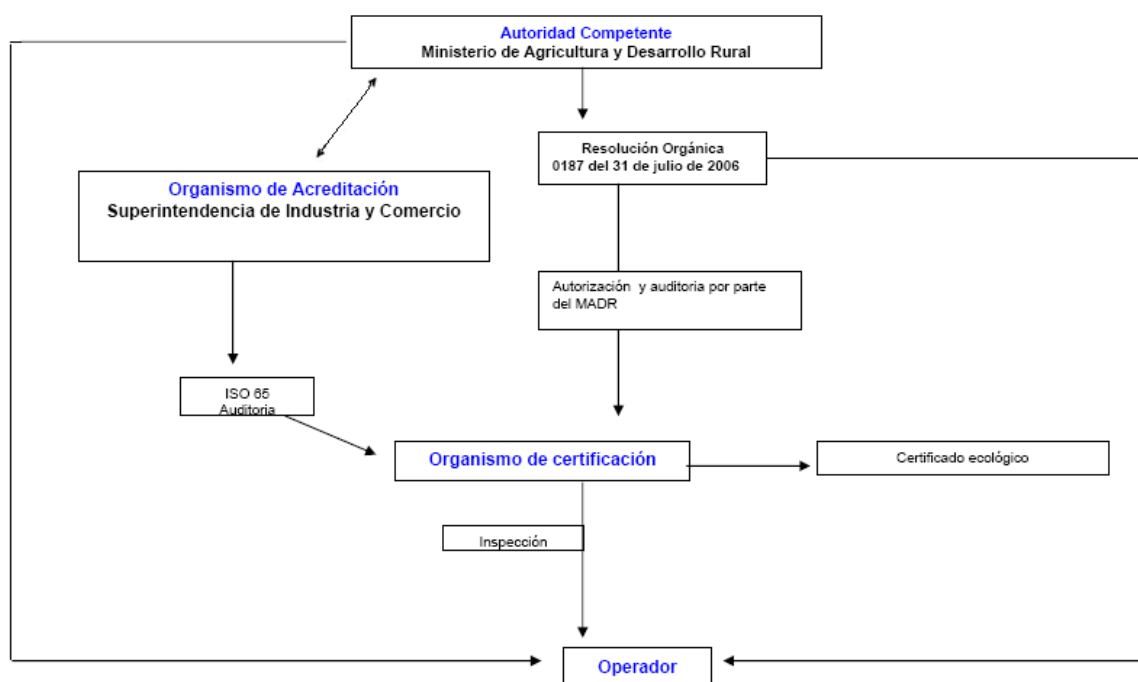 Autoridad Competente
Ministerio de Agricultura y Desarrollo Rural
Resolución Orgánica
0187 del 31 de julio de 2006
Organismo de Acreditación
Superintendencia de Industria y Comercio
Autorización y auditoria por parte
del MADR
ISO 65
Auditoria
Organismo de certificación
Certificado ecológico
Inspección
Operador